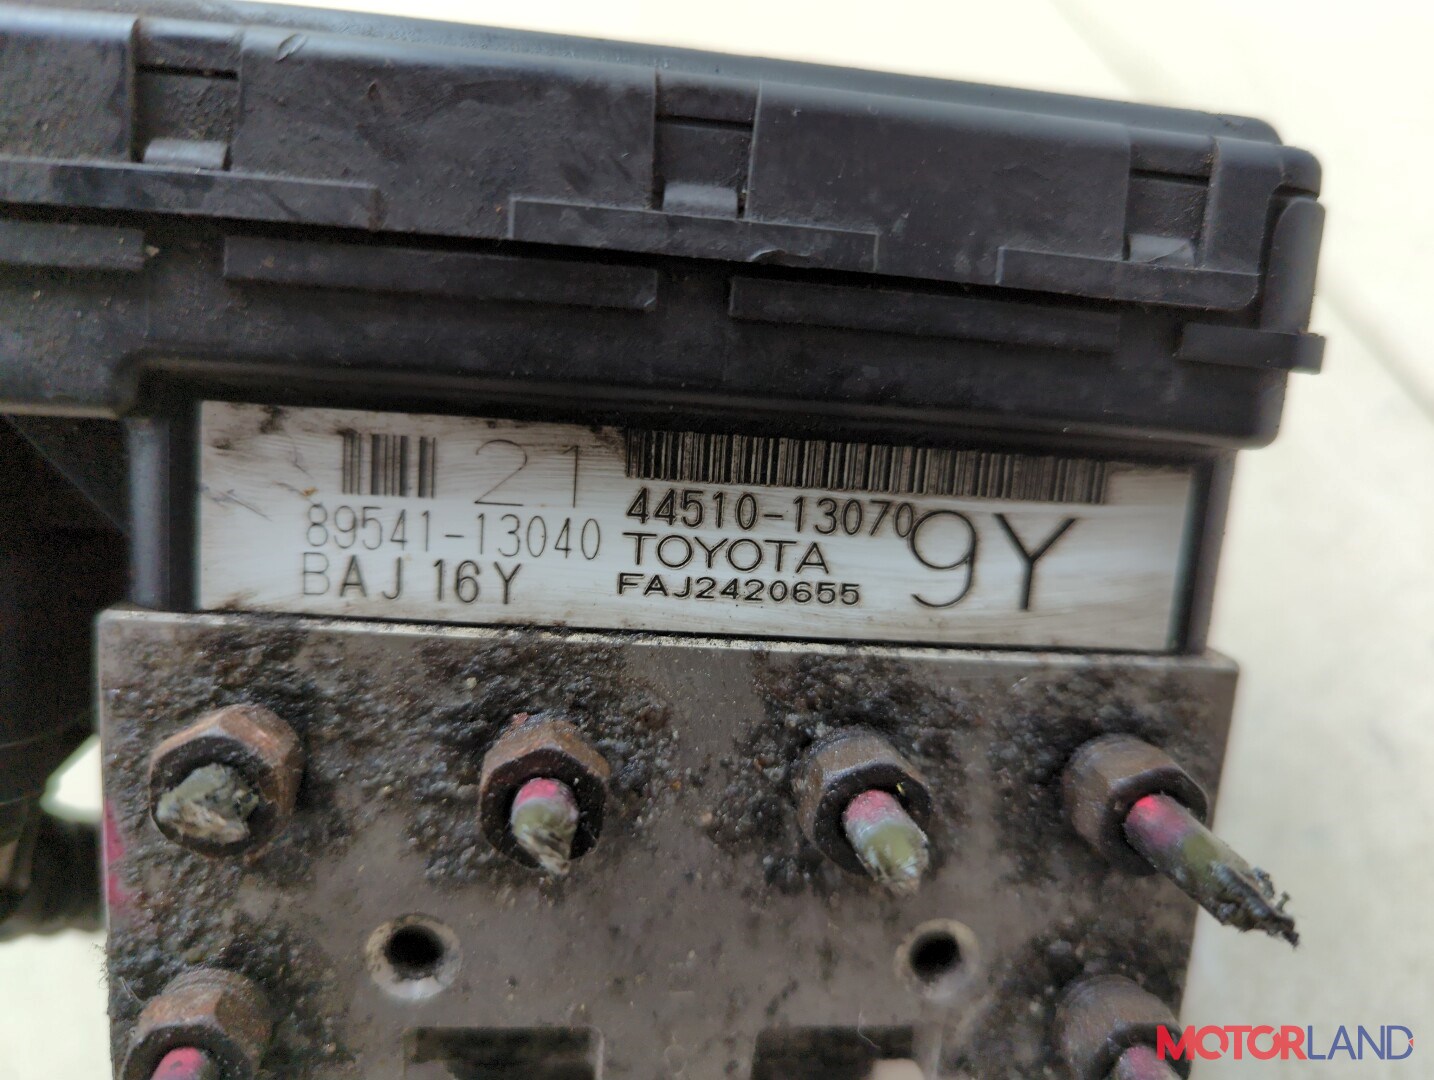 21
89541-13040
BAJ16Y
44510-13070
TOYOTA
FAJ2420655
9Y
MOTORLAND